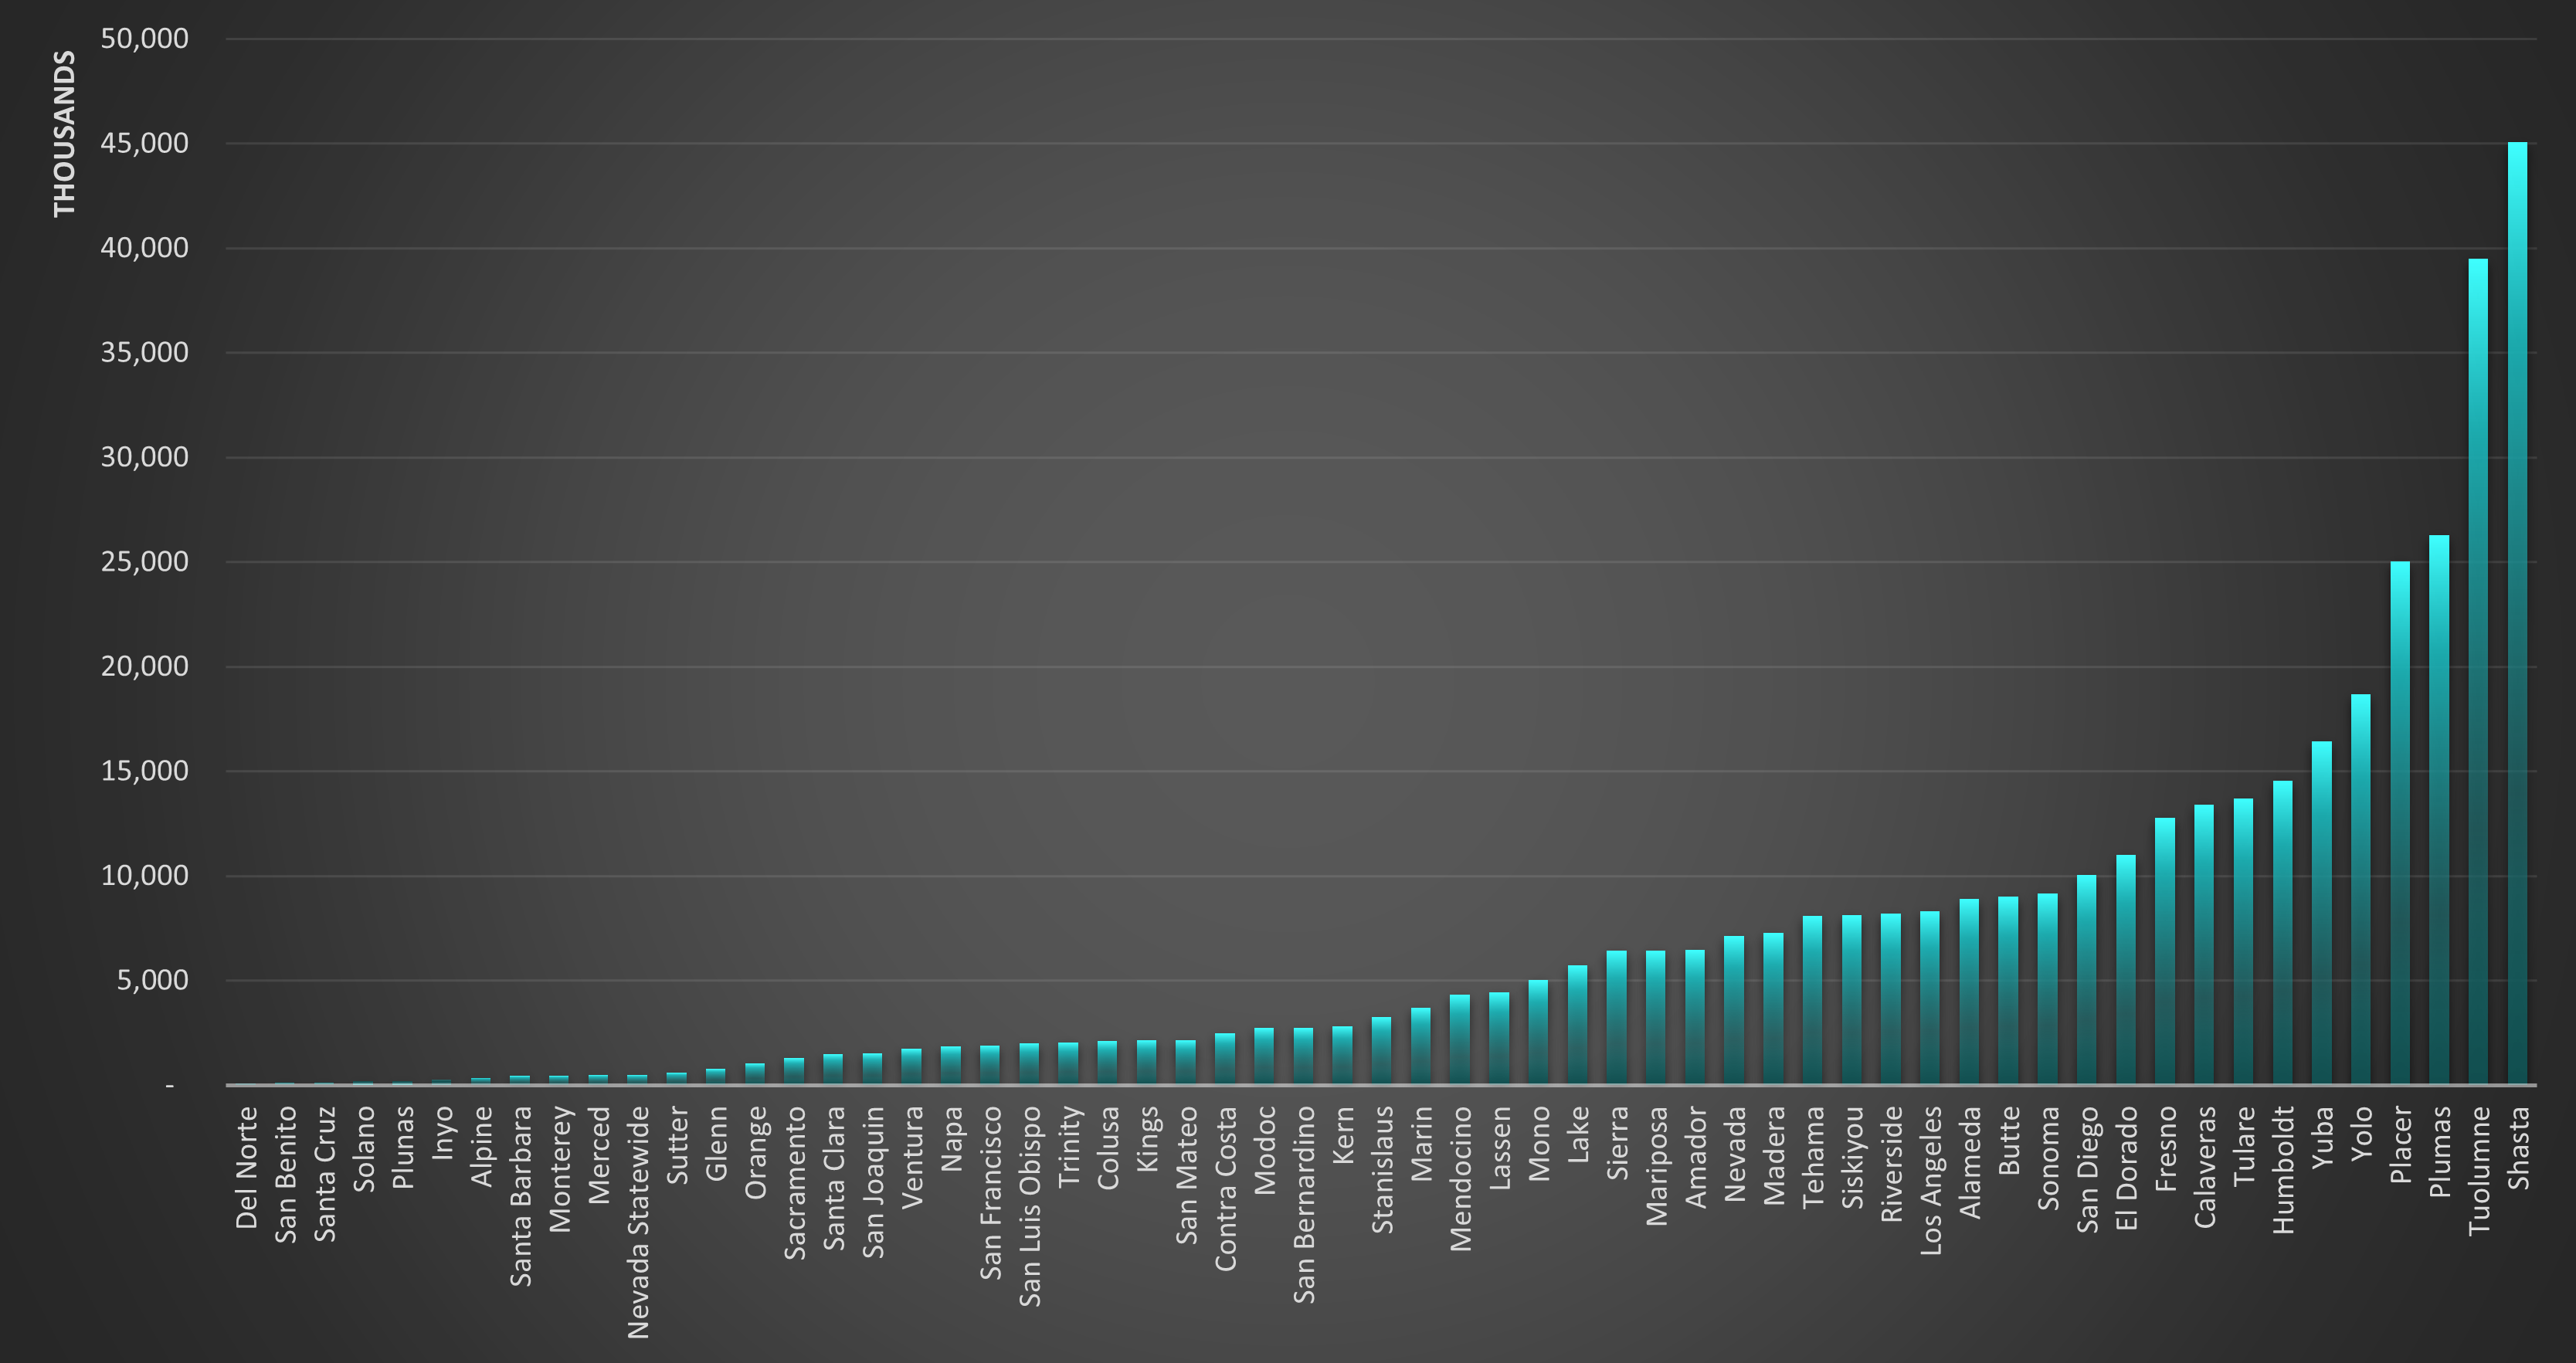 THOUSANDS
50,000
45,000
40,000
35,000
30,000
25,000
20,000
15,000
10,000
5,000
-
Del Norte
San Benito
Santa Cruz
Solano
Plunas
Inyo
Alpine
Santa Barbara
Monterey
Merced
Nevada Statewide
Sutter
Glenn
Orange
Sacramento
Santa Clara
San Joaquin
Ventura
Napa
San Francisco
San Luis Obispo
Trinity
Colusa
Kings
San Mateo
Contra Costa
Modoc
San Bernardino
Kern
Stanislaus
Marin
Mendocino
Lassen
Mono
Lake
Sierra
Mariposa
Amador
Nevada
Madera
Tehama
Siskiyou
Riverside
Los Angeles
Alameda
Butte
Sonoma
San Diego
El Dorado
Fresno
Calaveras
Tulare
Humboldt
Yuba
Yolo
Placer
Plumas
Tuolumne
Shasta